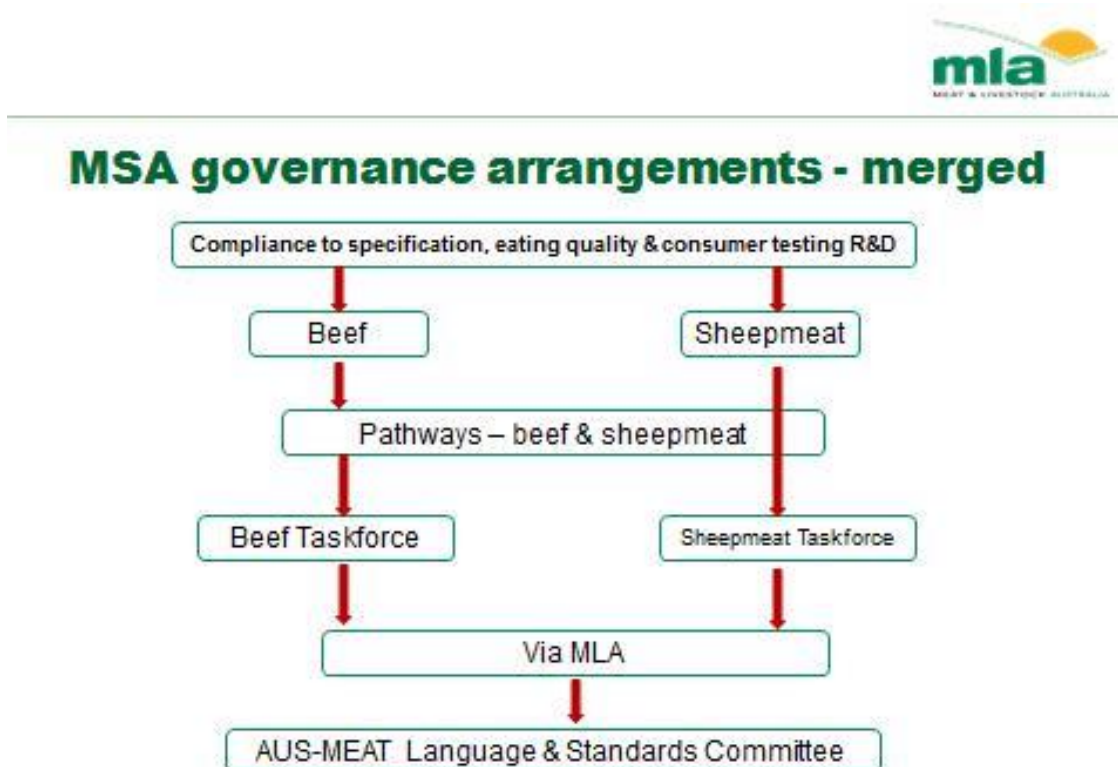 mla
MEAT & LIVESTOCK AUSTRALIA
MSA governance arrangements - merged
Compliance to specification, eating quality & consumer testing R&D
Beef
Sheepmeat
Pathways – beef & sheepmeat
Beef Taskforce
Sheepmeat Taskforce
Via MLA
AUS-MEAT Language & Standards Committee